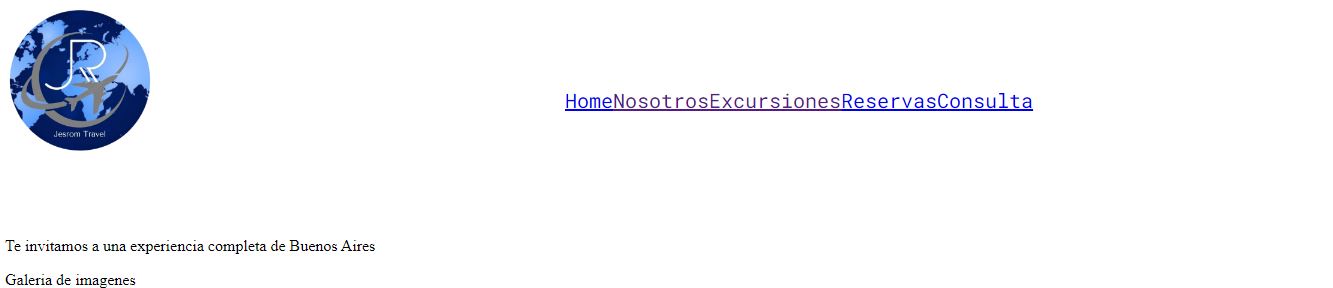 JR
Jesrom Travel
HomeNosotrosExcursionesReservasConsulta
Te invitamos a una experiencia completa de Buenos Aires
Galeria de imagenes